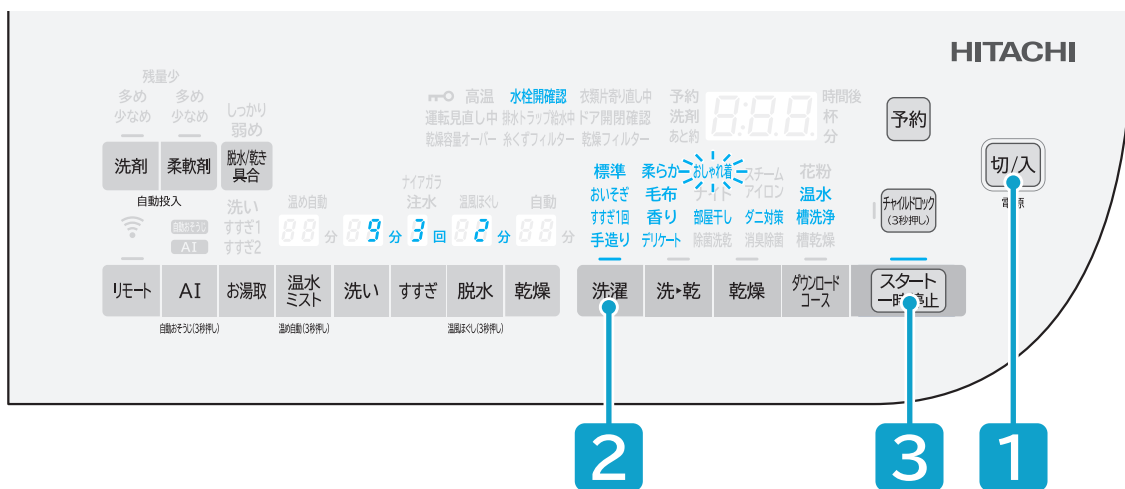 HITACHI
残量少
多め 多め
少なめ 少なめ
しっかり
弱め
高温 水栓開確認 衣類片寄り直し中 予約 8:88 時間後
運転見直し中 排水トラップ給水中 ドア開閉確認 洗剤 杯
乾燥容量オーバー 糸くずフィルター 乾燥フィルター あと約 分
予約
洗剤 柔軟剤 脱水/乾き
具合
自動投入
切/入
電源
標準 柔らか おしゃれ着 スチーム 花粉
おいそぎ 毛布 ナイト アイロン 温水
すすぎ1回 香り 部屋干し ダニ対策 槽洗浄
手造り デリケート 除菌洗乾 消臭除菌 槽乾燥
チャイルドロック
(3秒押し)
ナイアガラ
洗い 温め自動 注水 温風ほぐし 自動
自動おそうじ すすぎ1 88分 9分 3回 2分 88分
AI すすぎ2
リモート AI お湯取 温水
ミスト 洗い すすぎ 脱水 乾燥 洗濯 洗▸乾 乾燥 ダウンロード
コース スタート
一時停止
自動おそうじ(3秒押し) 温め自動(3秒押し) 温風ほぐし(3秒押し)
2 3 1